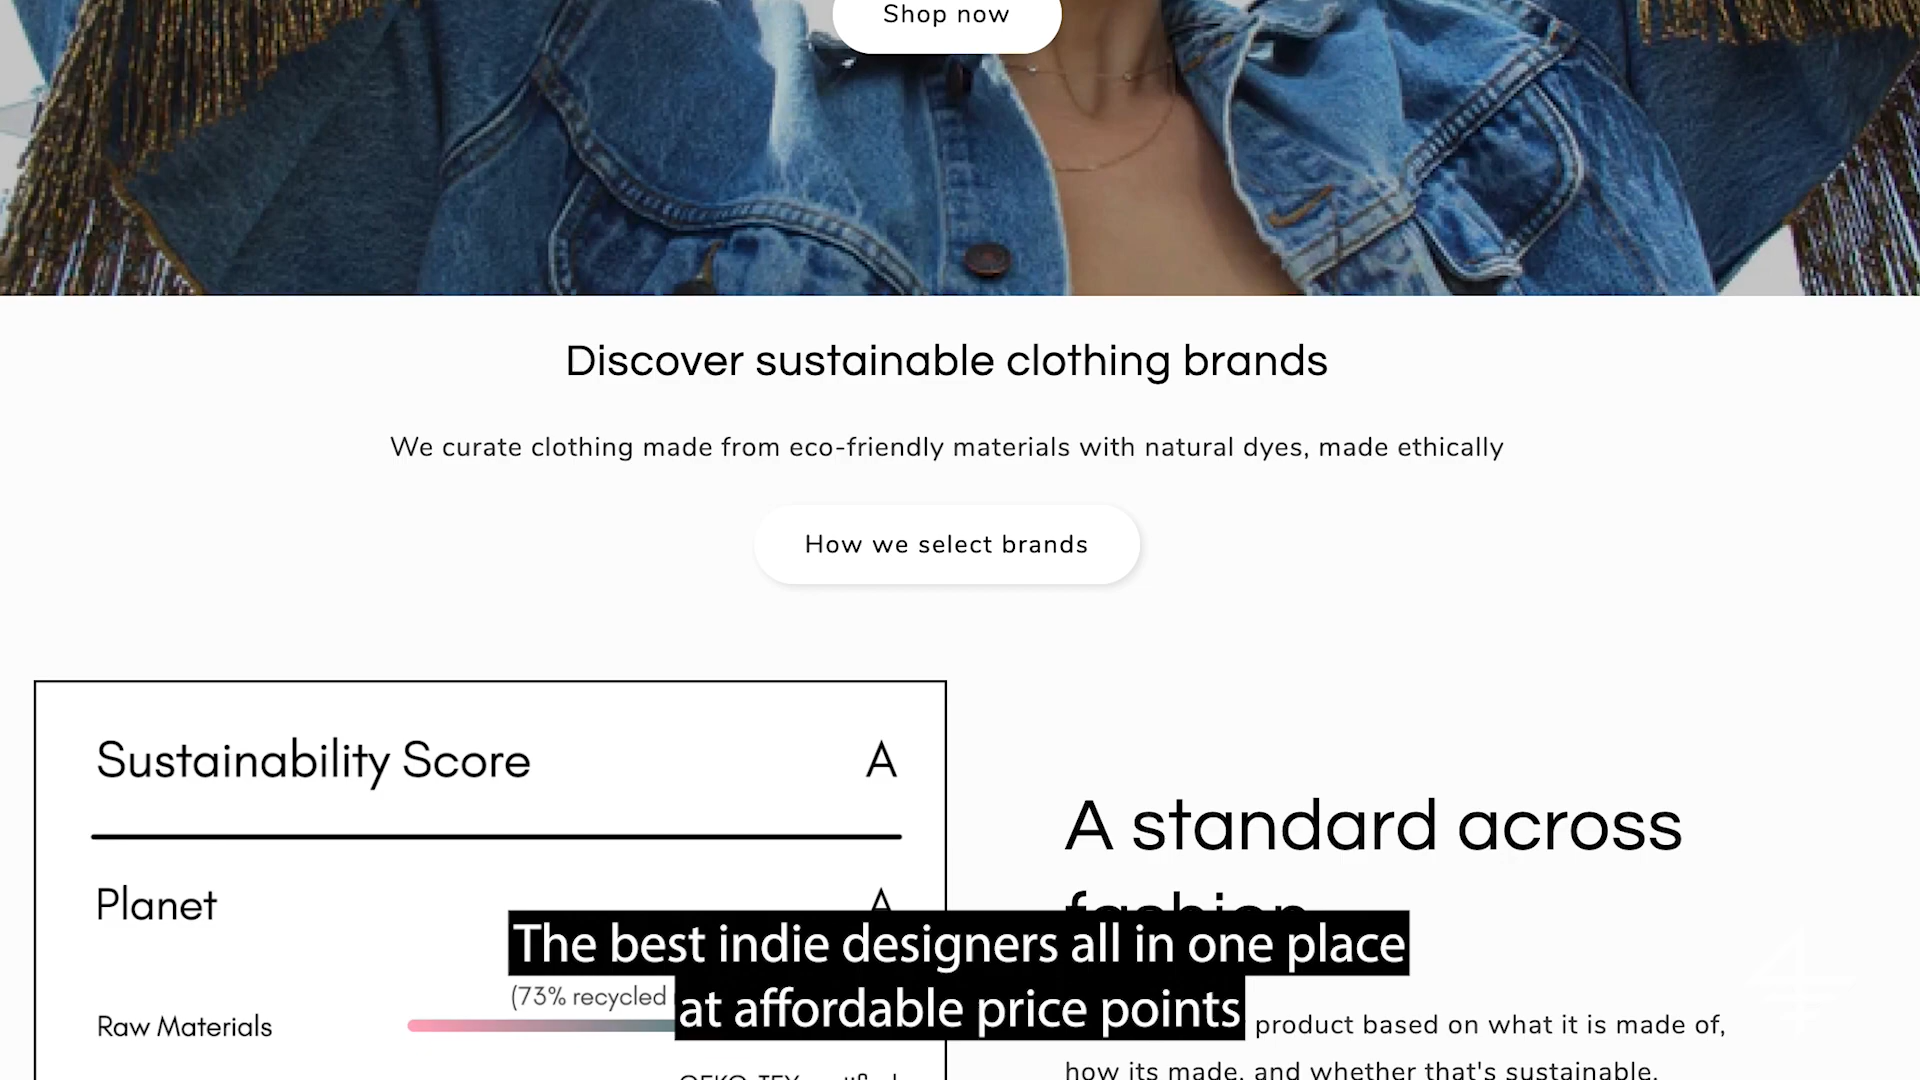 Shop now
Discover sustainable clothing brands
We curate clothing made from eco-friendly materials with natural dyes, made ethically
How we select brands
Sustainability Score A
Planet A
(73% recycled
Raw Materials
A standard across
fashion
product based on what it is made of,
how its made, and whether that's sustainable.
The best indie designers all in one place
at affordable price points